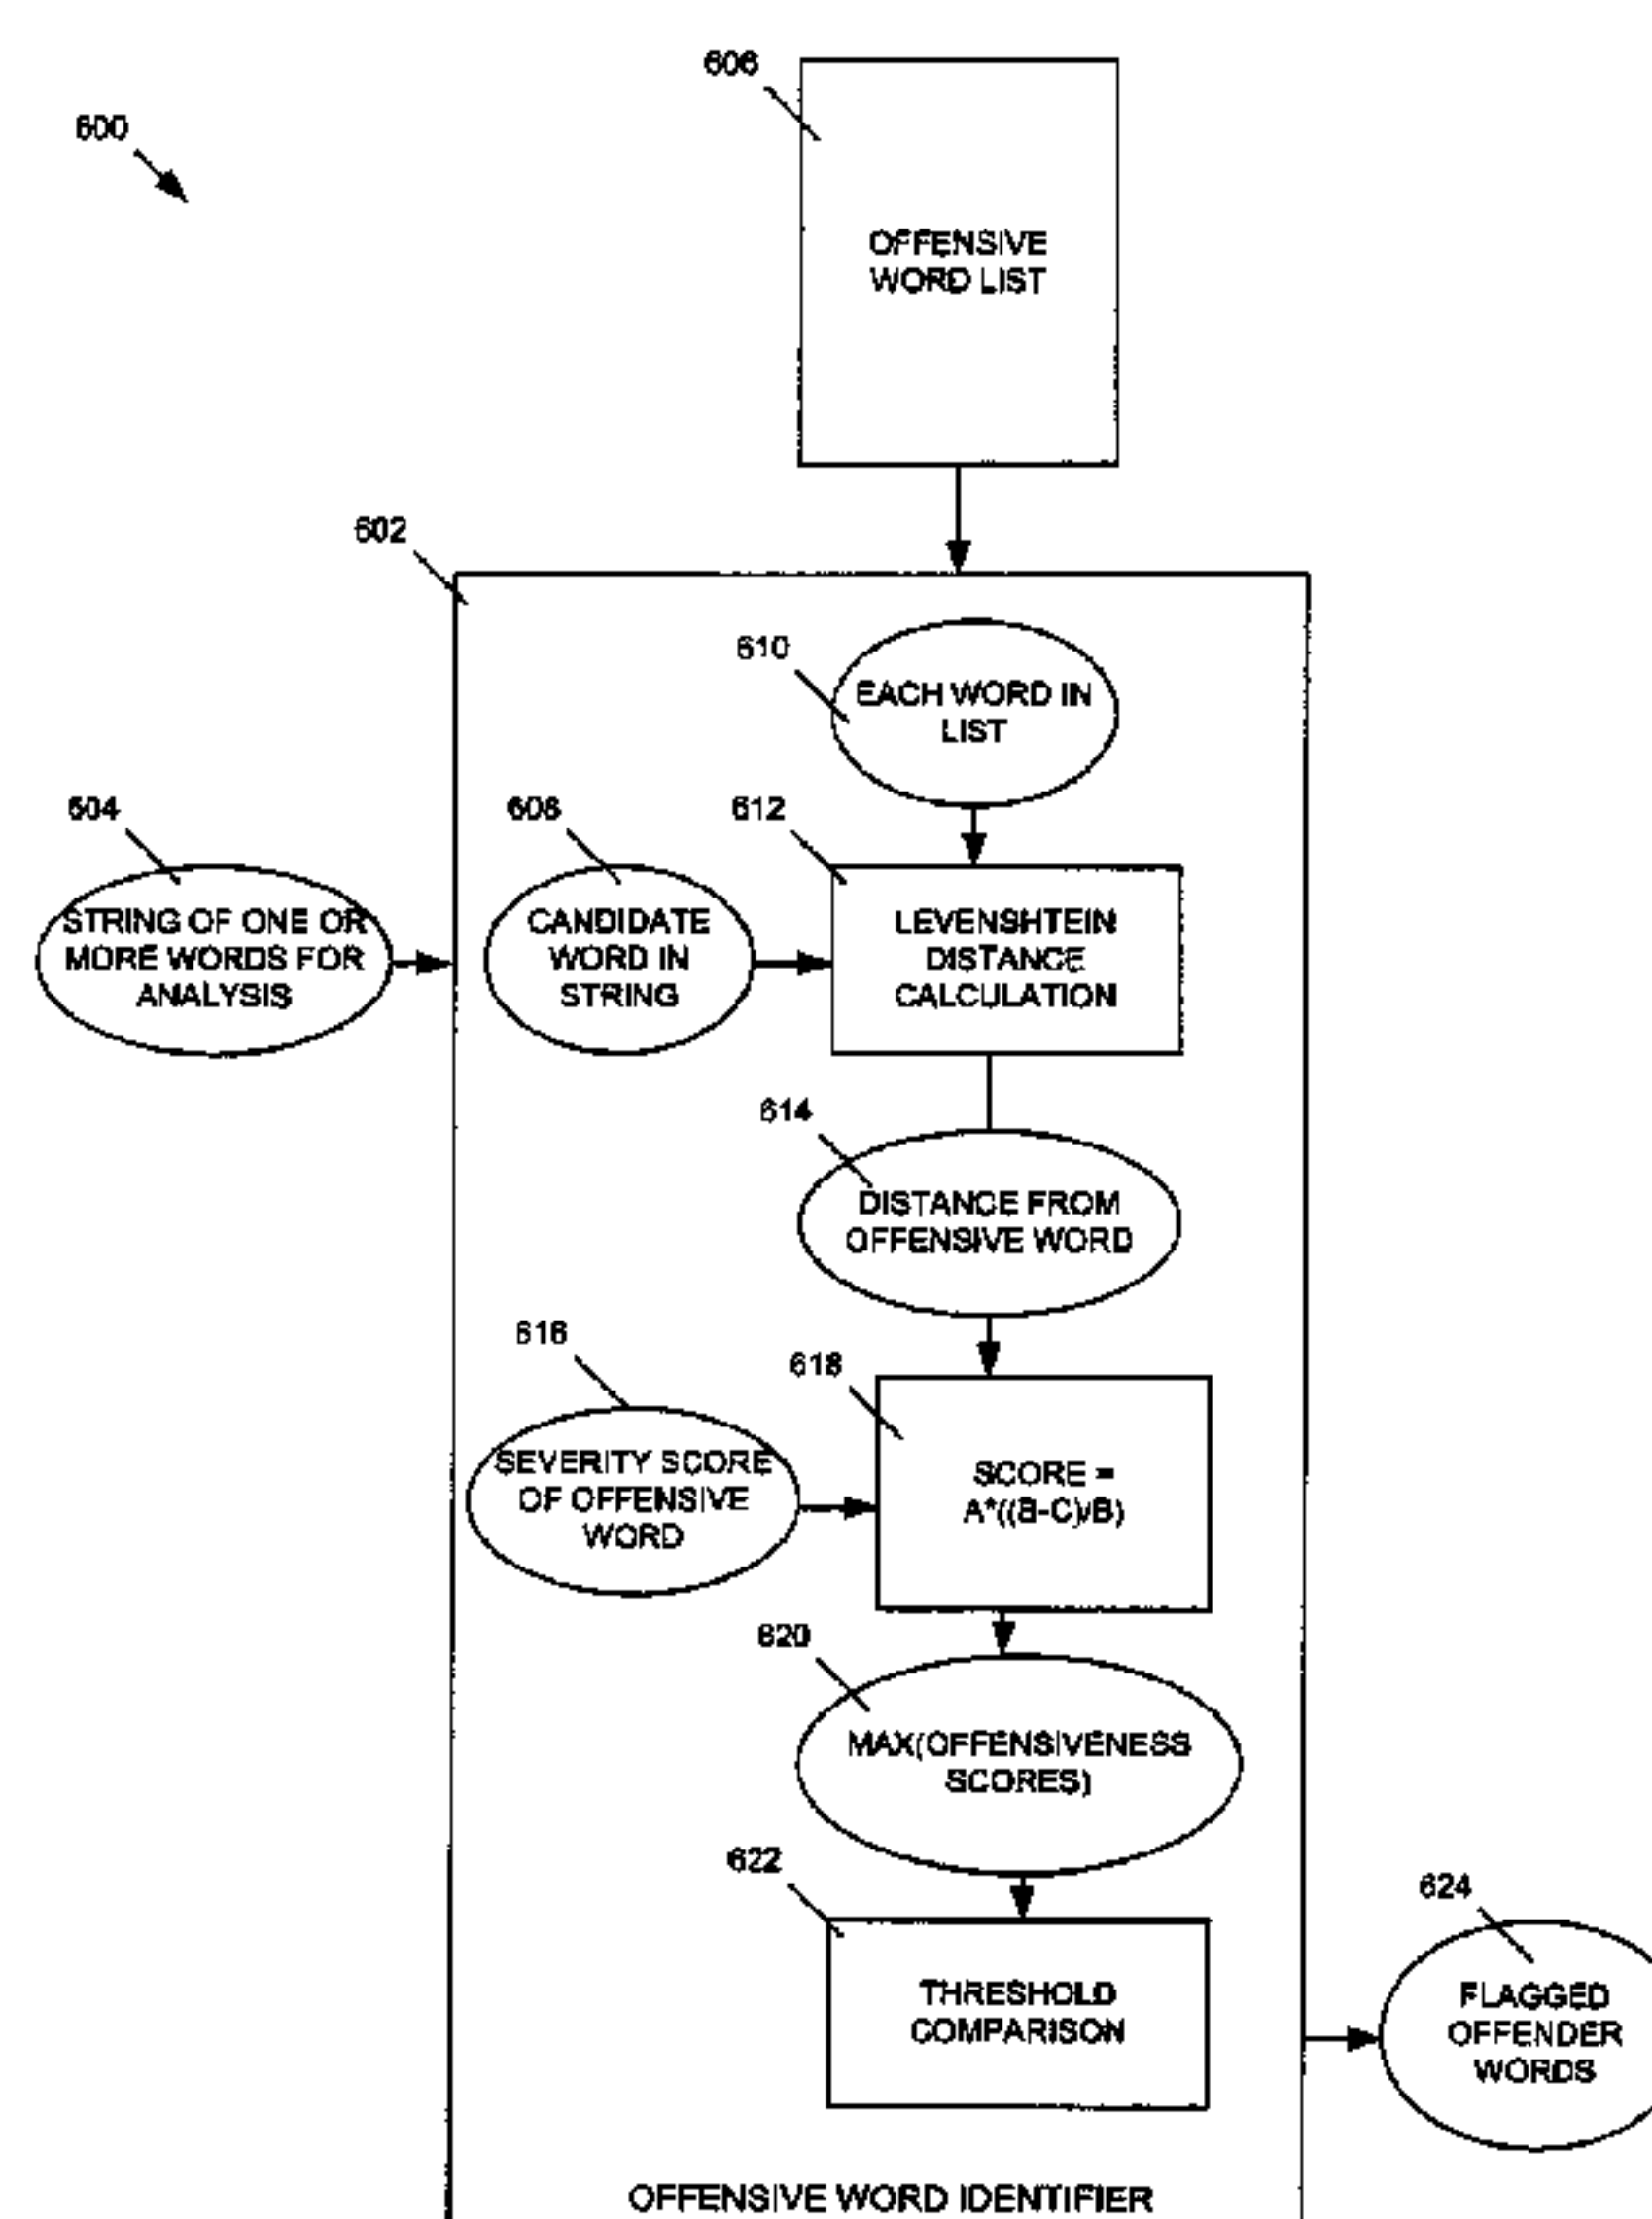 606
600
OFFENSIVE
WORD LIST
602
610
EACH WORD IN
LIST
604
608
612
STRING OF ONE OR
MORE WORDS FOR
ANALYSIS
CANDIDATE
WORD IN
STRING
LEVENSHTEIN
DISTANCE
CALCULATION
614
DISTANCE FROM
OFFENSIVE WORD
616
618
SEVERITY SCORE
OF OFFENSIVE
WORD
SCORE =
A*((B-C)/B)
620
MAX(OFFENSIVENESS
SCORES)
622
624
THRESHOLD
COMPARISON
FLAGGED
OFFENDER
WORDS
OFFENSIVE WORD IDENTIFIER